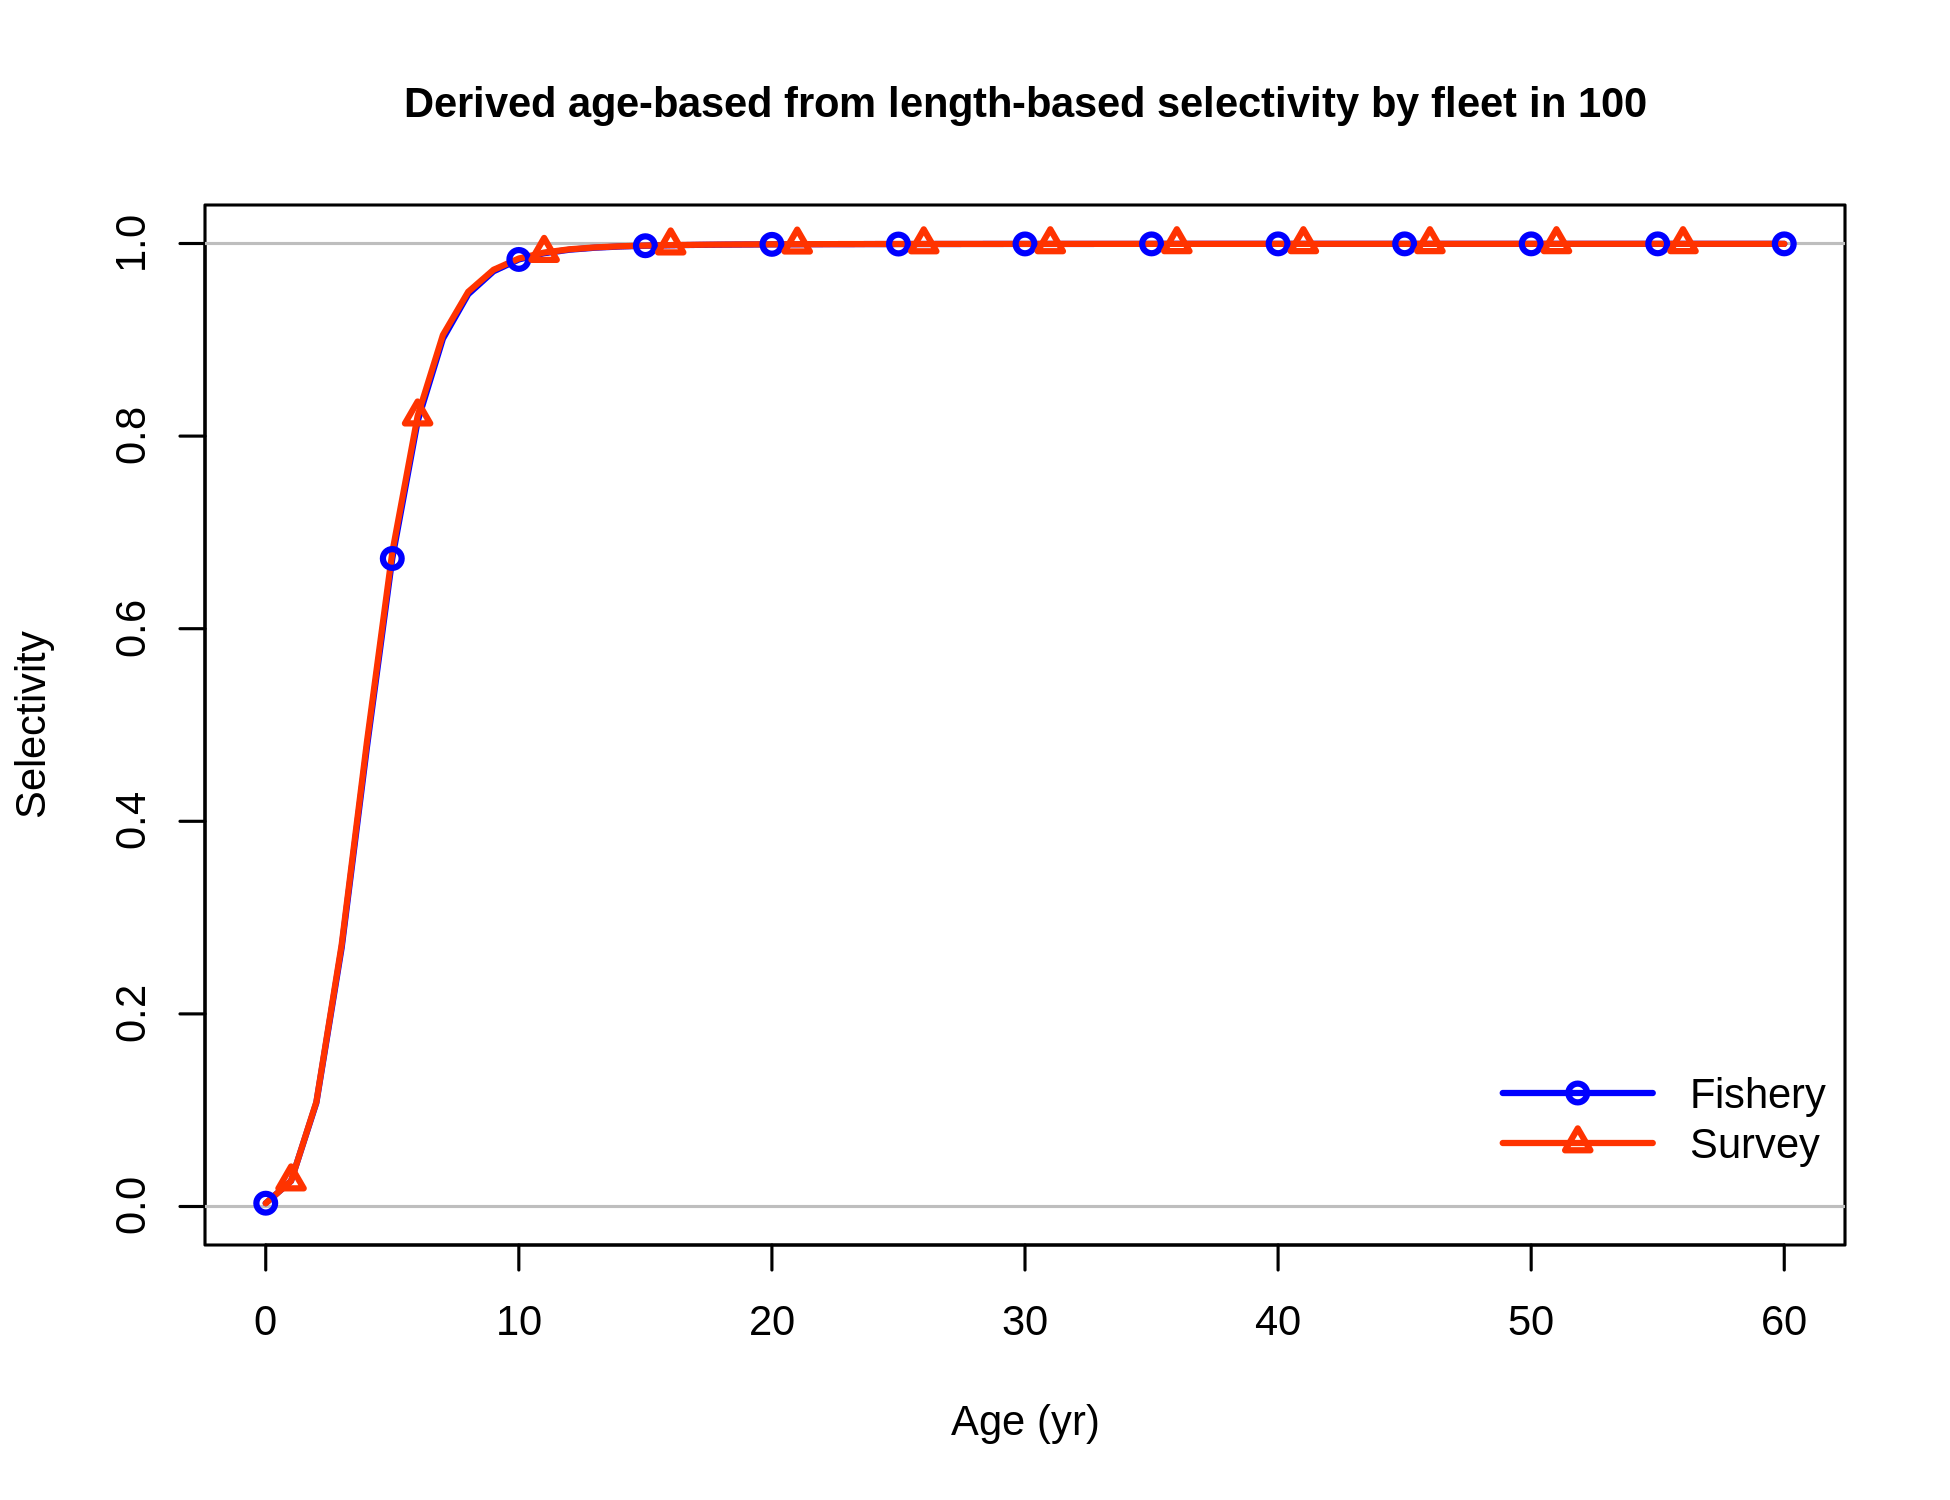 Derived age-based from length-based selectivity by fleet in 100
1.0
0.8
0.6
0.4
0.2
0.0
Selectivity
Fishery
Survey
0 10 20 30 40 50 60
Age (yr)